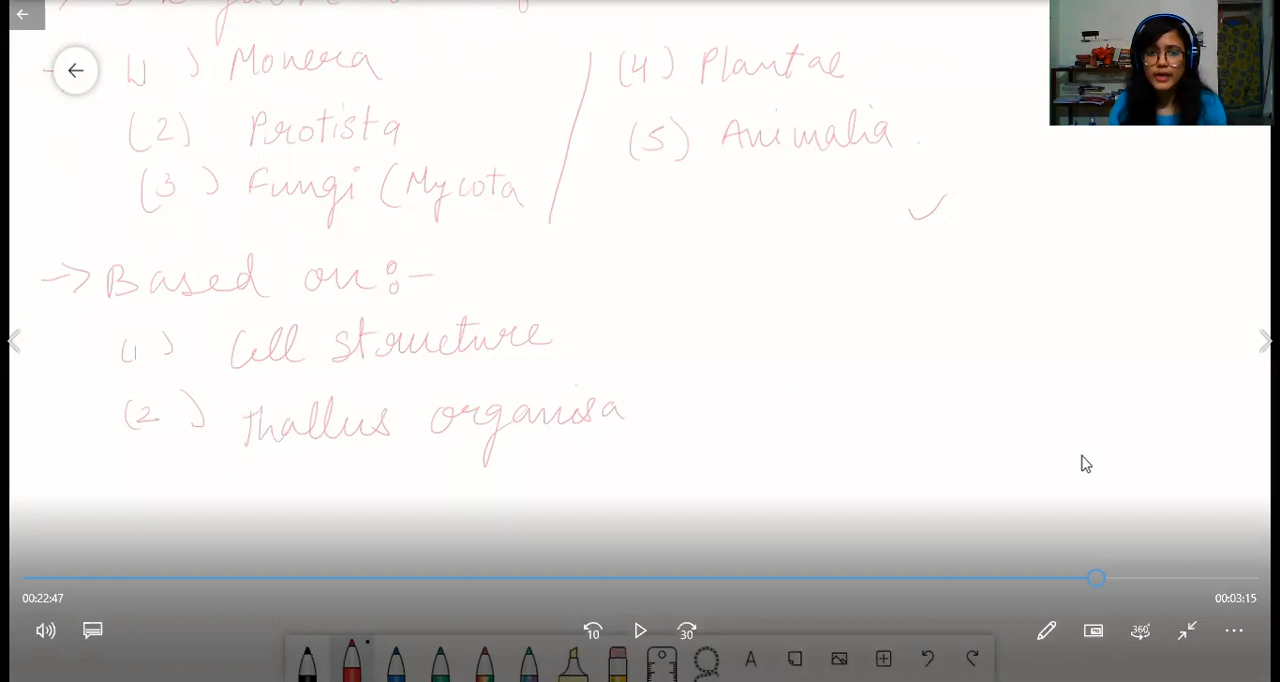 (1) Monera
(2) Protista
(3) Fungi (Mycota
(4) Plantae
(5) Animalia.
→ Based on:-
(1) Cell structure
(2) Thallus organisa
00:22:47
00:03:15
10
30
360°
A